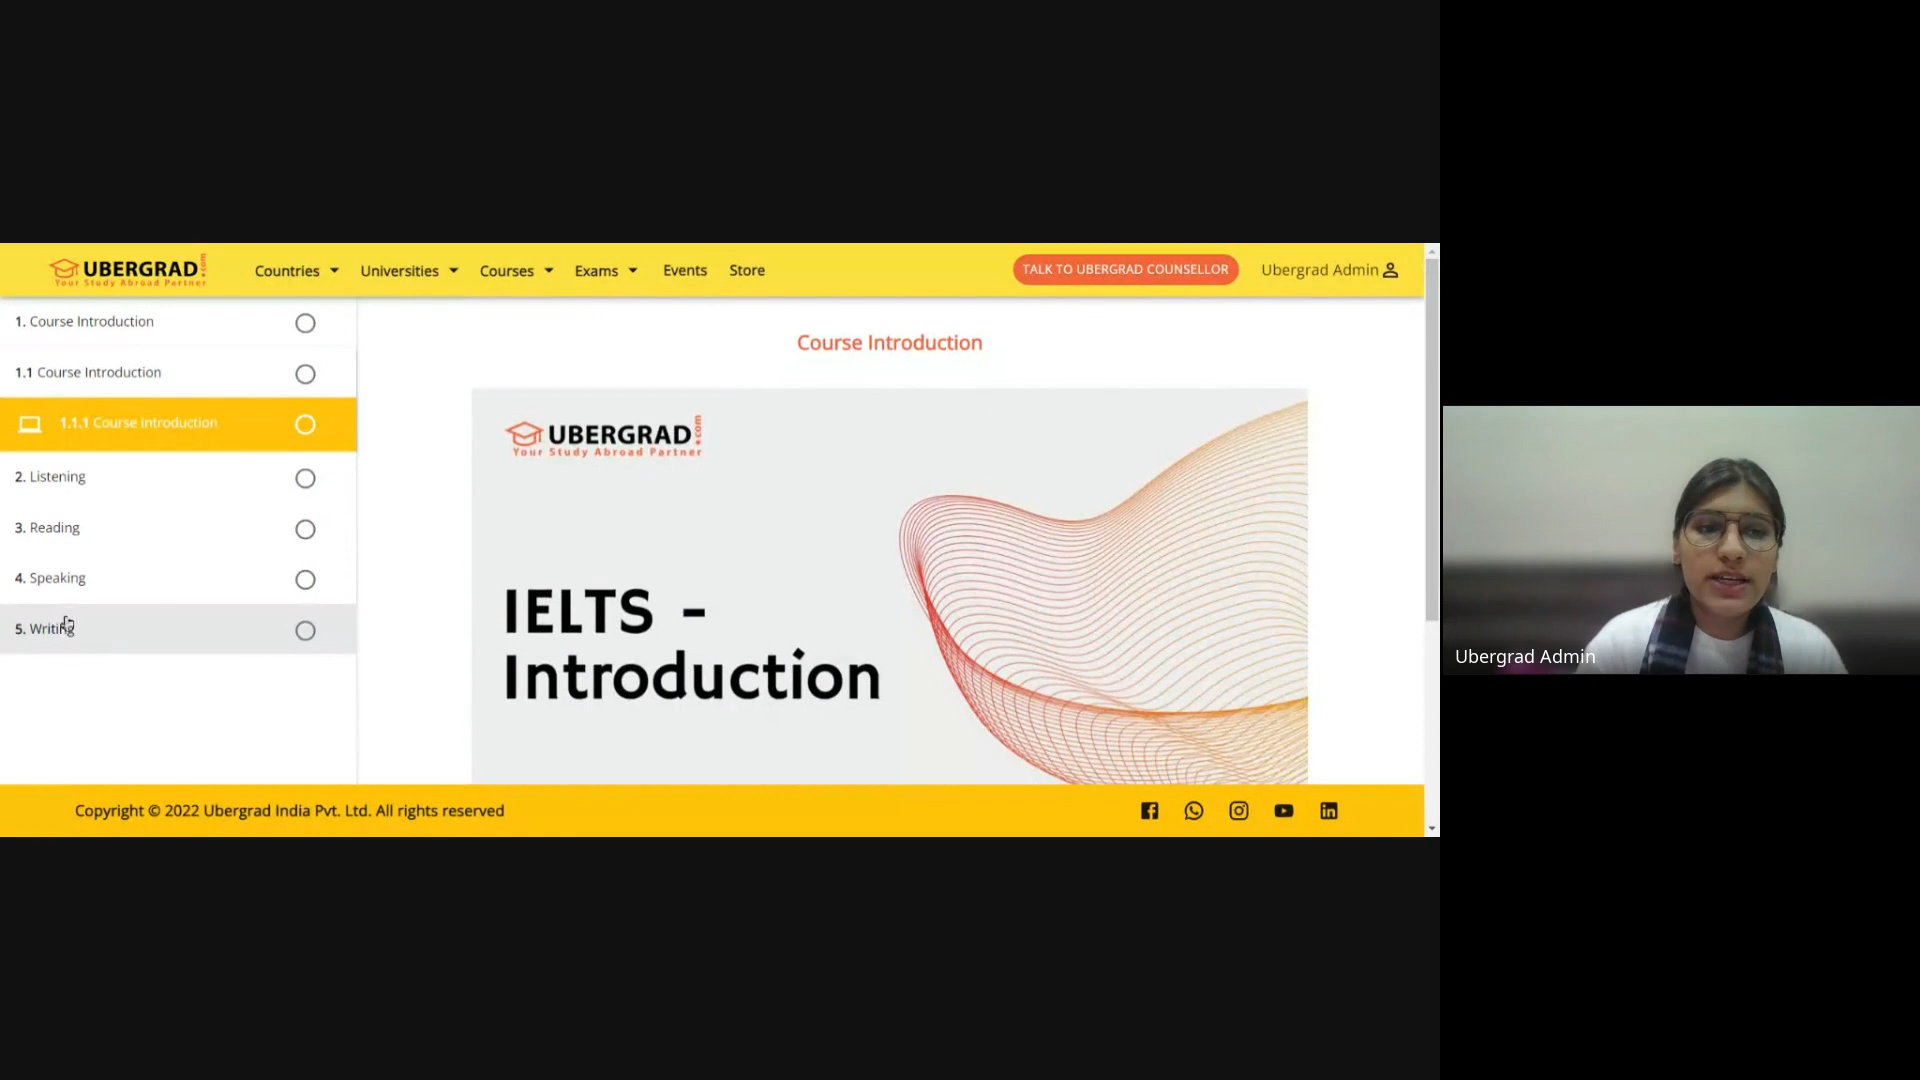 UBERGRAD.com
Your Study Abroad Partner
Countries
Universities
Courses
Exams
Events
Store
TALK TO UBERGRAD COUNSELLOR
Ubergrad Admin
1. Course Introduction
1.1 Course Introduction
1.1.1 Course Introduction
2. Listening
3. Reading
4. Speaking
5. Writing
Course Introduction
UBERGRAD.com
Your Study Abroad Partner
IELTS -
Introduction
Copyright © 2022 Ubergrad India Pvt. Ltd. All rights reserved
Ubergrad Admin